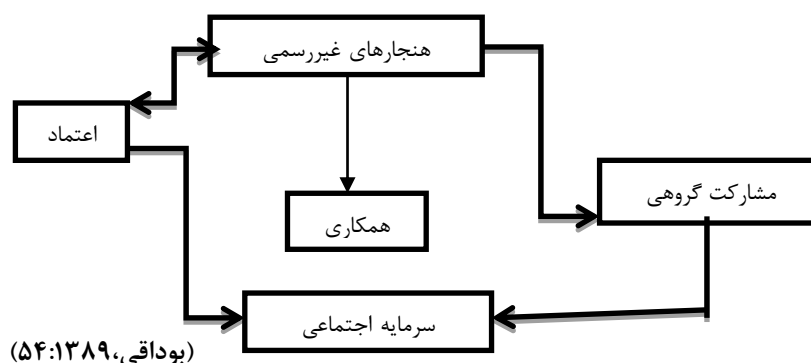 هنجارهای غیررسمی
اعتماد
مشارکت گروهی
همکاری
سرمایه اجتماعی
(بوداقی،۵۴:۱۳۸۹)